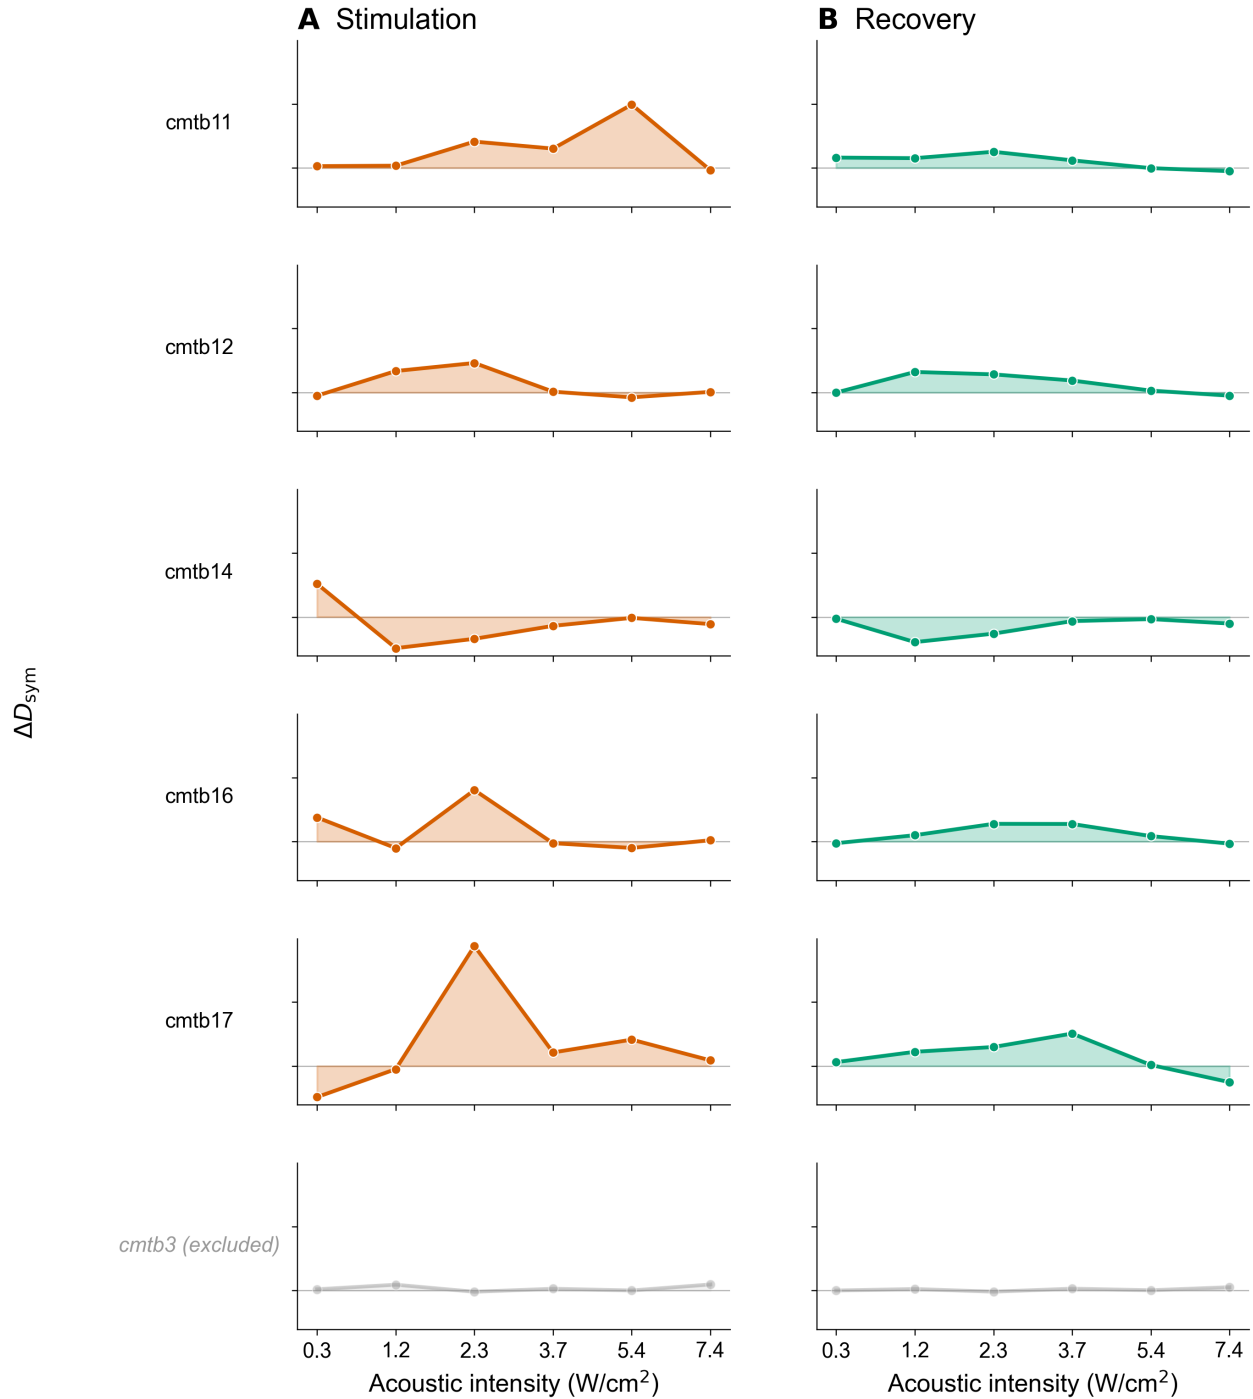 A Stimulation
B Recovery
cmtb11
cmtb12
cmtb14
ΔD_sym
cmtb16
cmtb17
cmtb3 (excluded)
0.3 1.2 2.3 3.7 5.4 7.4
0.3 1.2 2.3 3.7 5.4 7.4
Acoustic intensity (W/cm²)
Acoustic intensity (W/cm²)